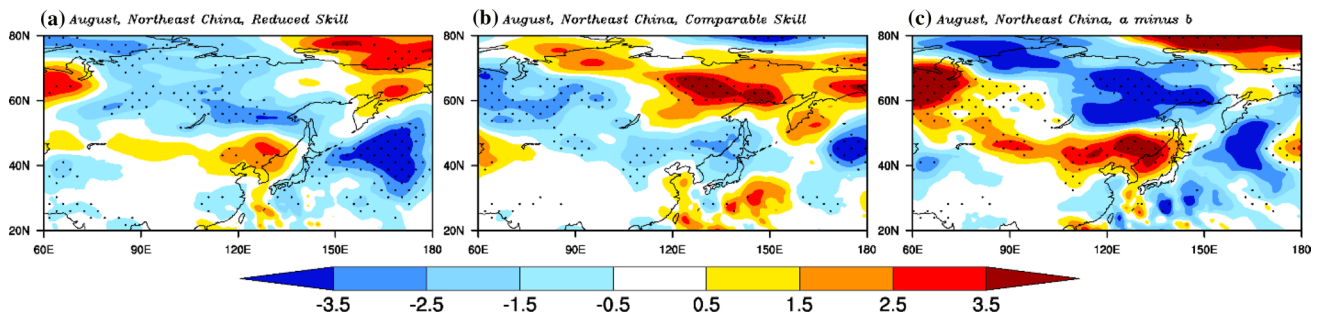 (a) August, Northeast China, Reduced Skill
(b) August, Northeast China, Comparable Skill
(c) August, Northeast China, a minus b
80N
60N
40N
20N
60E 90E 120E 150E 180
80N
60N
40N
20N
60E 90E 120E 150E 180
80N
60N
40N
20N
60E 90E 120E 150E 180
-3.5 -2.5 -1.5 -0.5 0.5 1.5 2.5 3.5